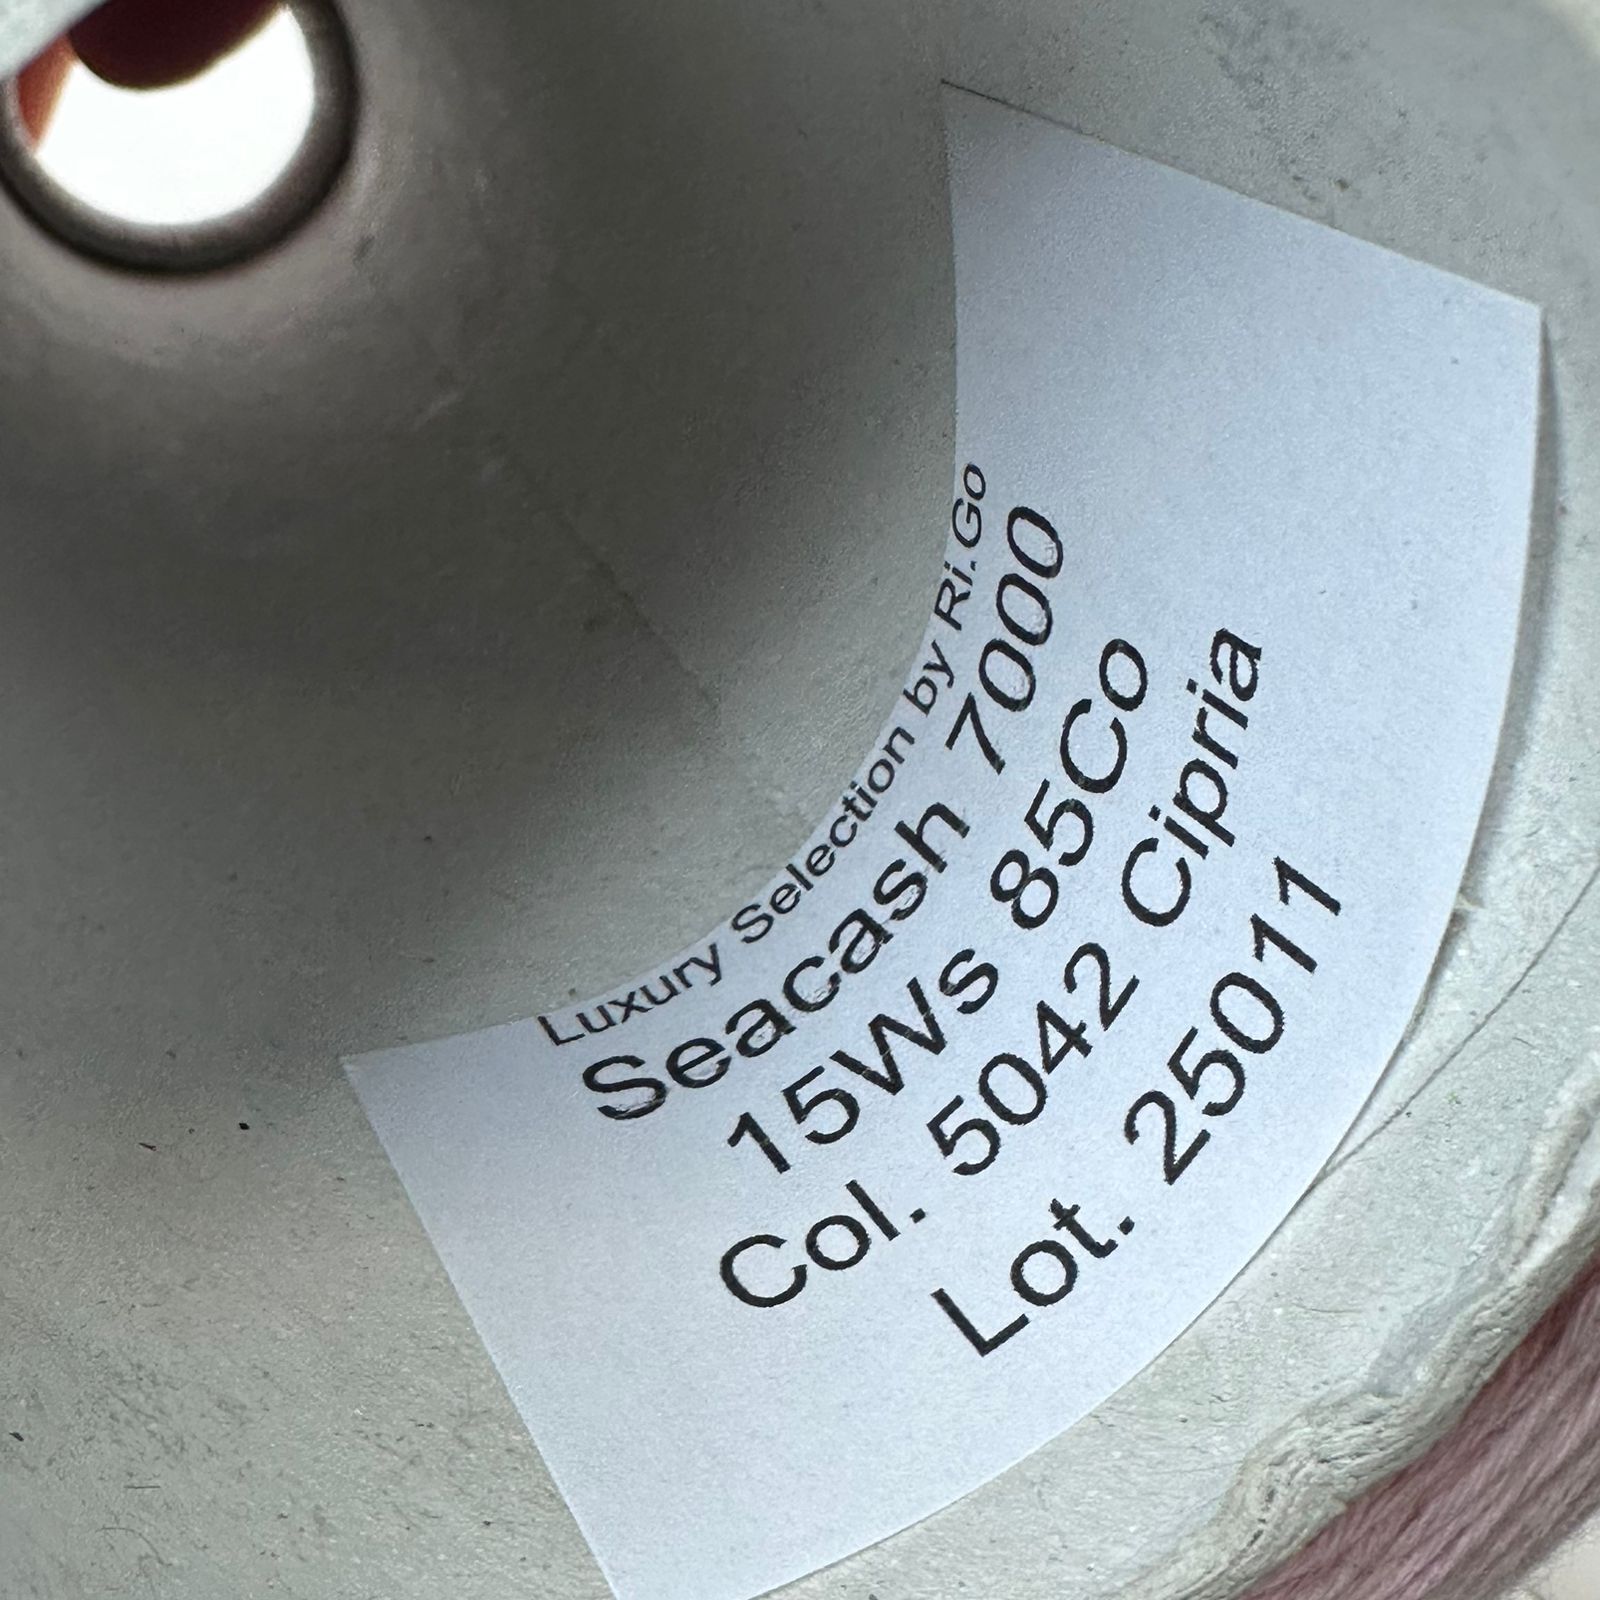 Luxury Selection by Ri.Go
Seacash 7000
15Ws 85Co
Col. 5042 Cipria
Lot. 25011